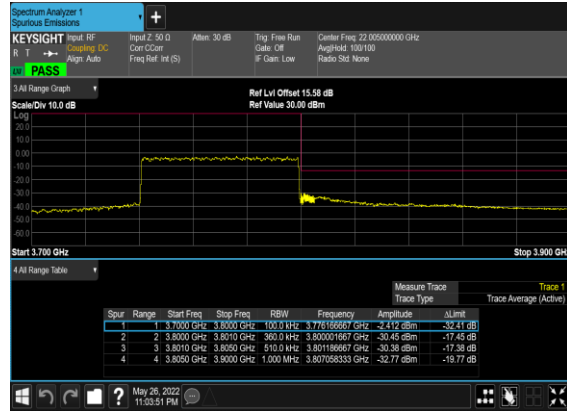 Spectrum Analyzer 1
Spurious Emissions
+
KEYSIGHT Input: RF Input Z: 50 Ω Atten: 30 dB Trig: Free Run Center Freq: 22.005000000 GHz
R T Coupling: DC Corr CCorr Gate: Off Avg|Hold: 100/100
Align: Auto Freq Ref: Int (S) IF Gain: Low Radio Std: None
PASS
3 All Range Graph Ref Lvl Offset 15.58 dB
Scale/Div 10.0 dB Ref Value 30.00 dBm
Log
20.0
10.0
0.00
-10.0
-20.0
-30.0
-40.0
-50.0
-60.0
Start 3.700 GHz Stop 3.900 GH
4 All Range Table
Measure Trace Trace 1
Trace Type Trace Average (Active)
Spur Range Start Freq Stop Freq RBW Frequency Amplitude ΔLimit
1 1 3.7000 GHz 3.8000 GHz 100.0 kHz 3.776166667 GHz -2.412 dBm -32.41 dB
2 2 3.8000 GHz 3.8010 GHz 360.0 kHz 3.800001667 GHz -30.45 dBm -17.45 dB
3 3 3.8010 GHz 3.8050 GHz 510.0 kHz 3.801186667 GHz -30.38 dBm -17.38 dB
4 4 3.8050 GHz 3.9000 GHz 1.000 MHz 3.807058333 GHz -32.77 dBm -19.77 dB
? May 26, 2022
11:03:51 PM